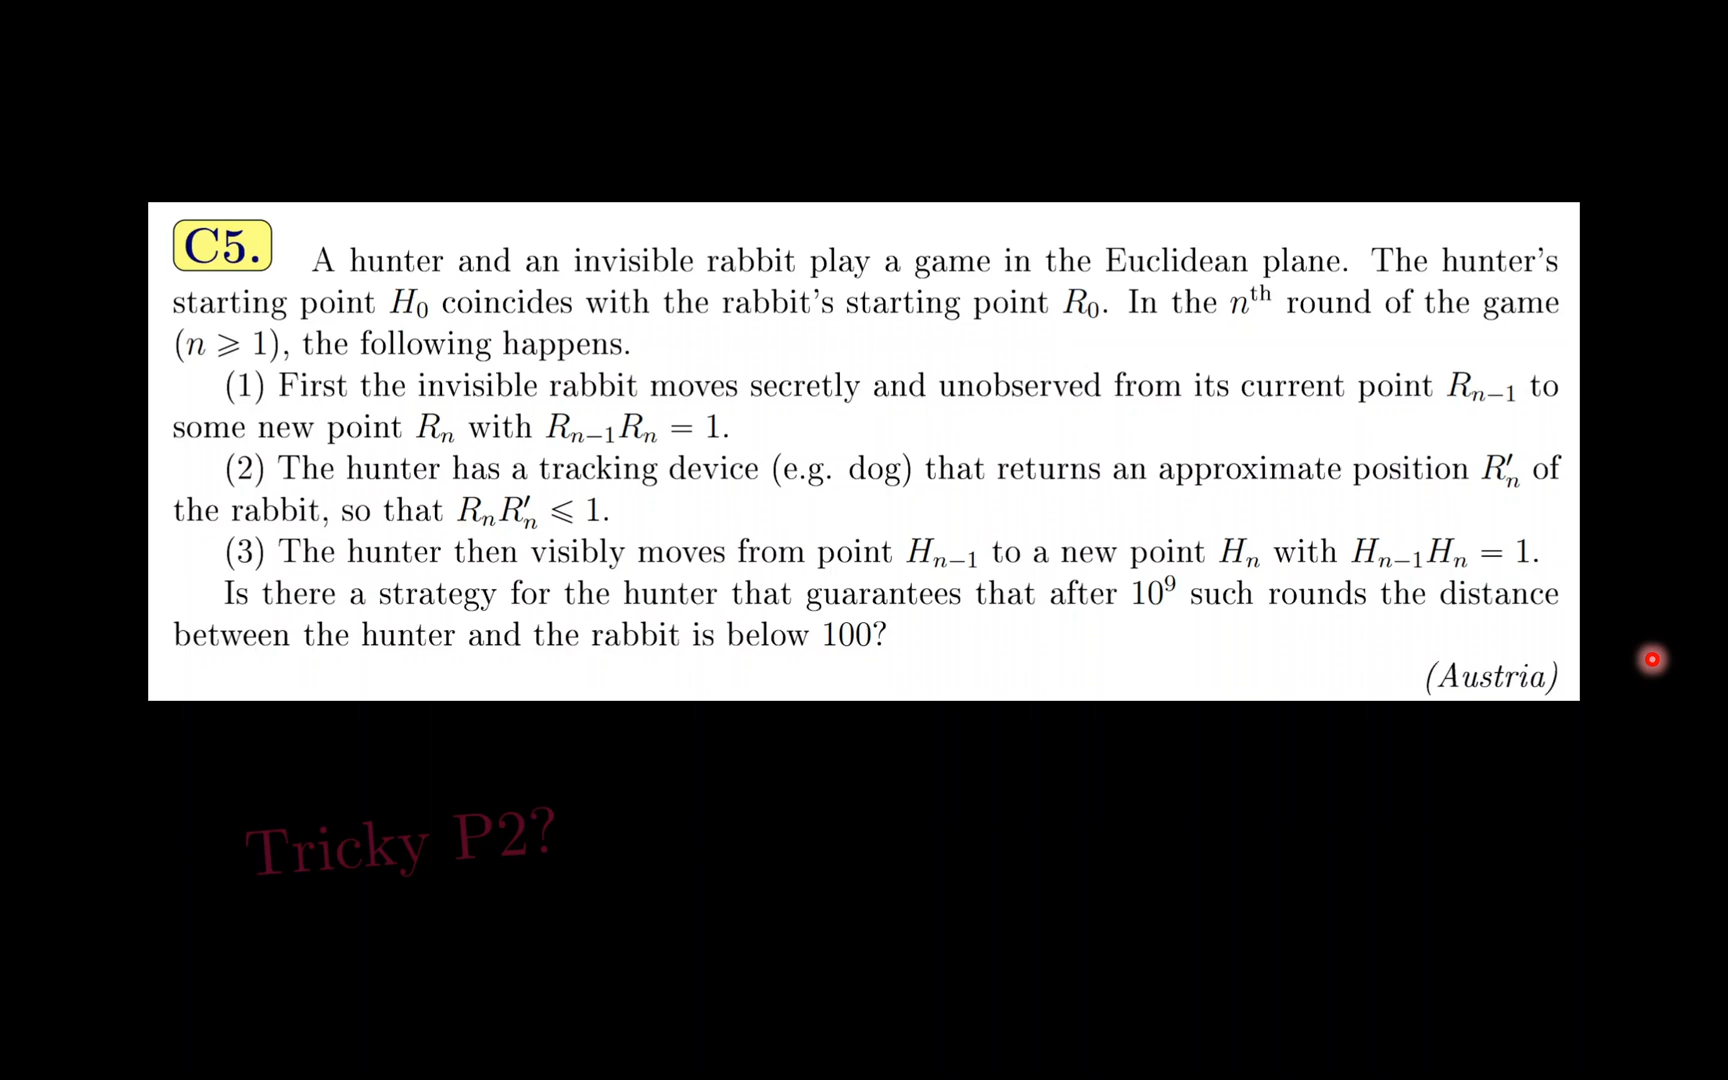 C5. A hunter and an invisible rabbit play a game in the Euclidean plane. The hunter's
starting point H₀ coincides with the rabbit's starting point R₀. In the nᵗʰ round of the game
(n ⩾ 1), the following happens.
(1) First the invisible rabbit moves secretly and unobserved from its current point Rₙ₋₁ to
some new point Rₙ with Rₙ₋₁Rₙ = 1.
(2) The hunter has a tracking device (e.g. dog) that returns an approximate position R′ₙ of
the rabbit, so that RₙR′ₙ ⩽ 1.
(3) The hunter then visibly moves from point Hₙ₋₁ to a new point Hₙ with Hₙ₋₁Hₙ = 1.
Is there a strategy for the hunter that guarantees that after 10⁹ such rounds the distance
between the hunter and the rabbit is below 100?
(Austria)
Tricky P2?